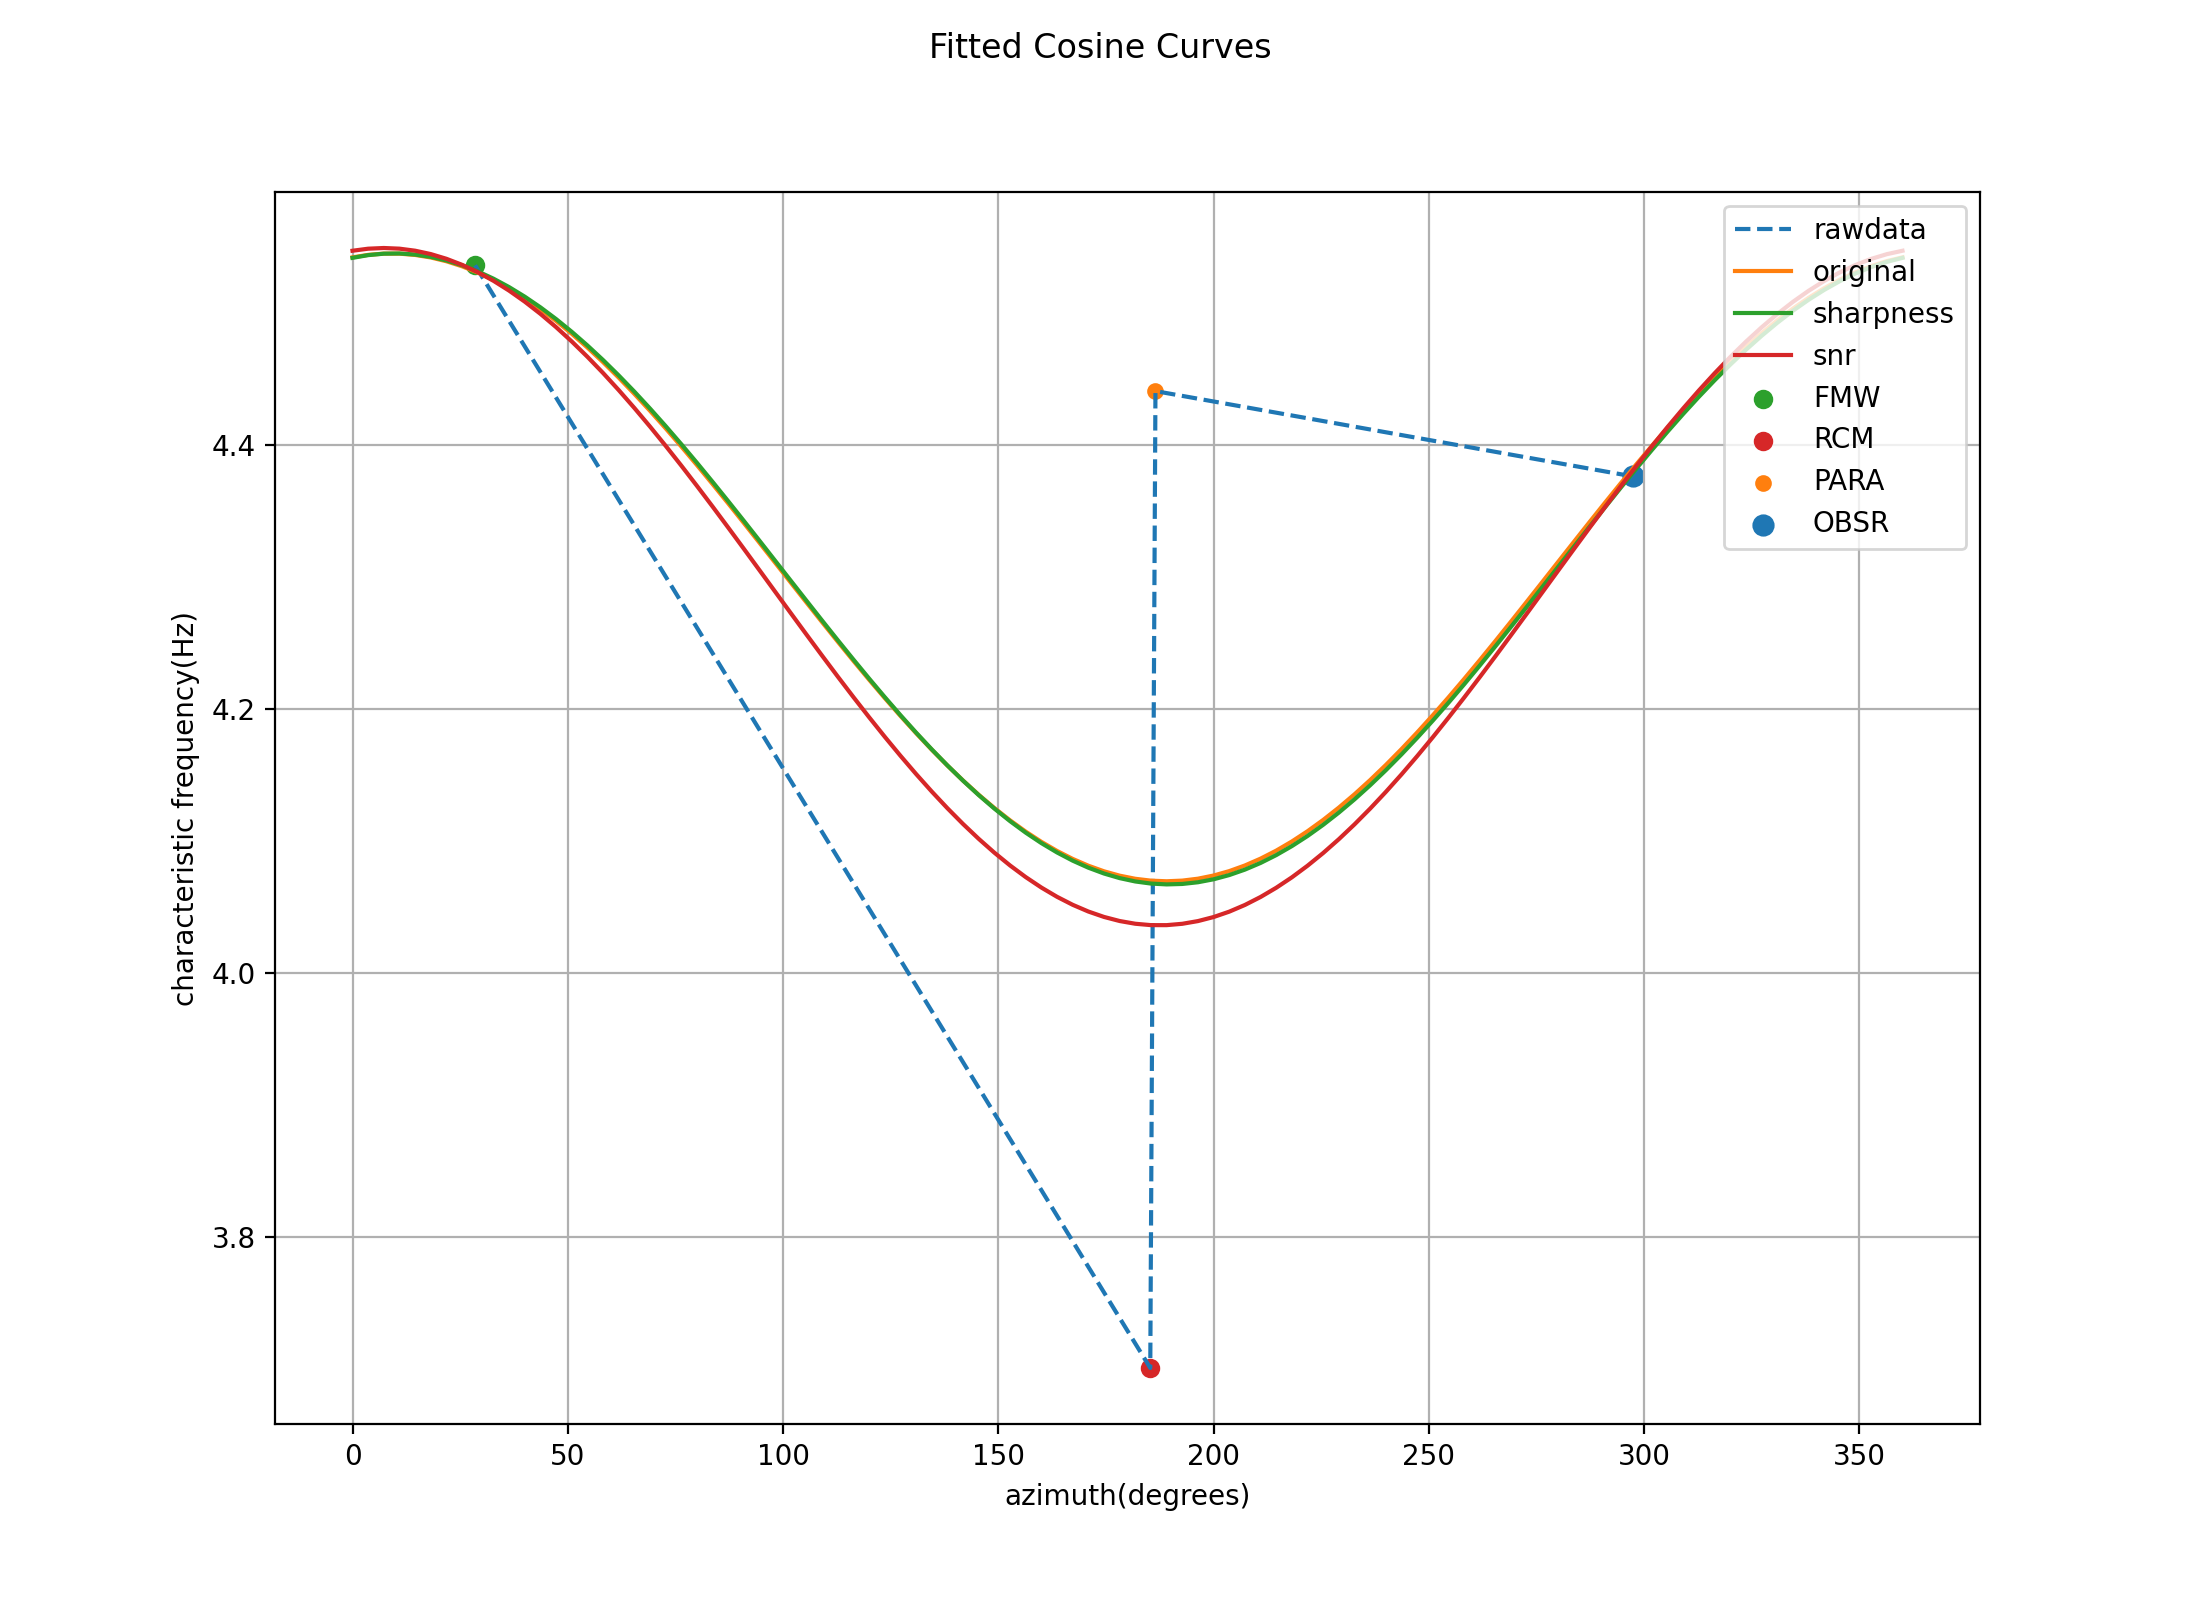 Fitted Cosine Curves
rawdata
original
sharpness
snr
FMW
RCM
PARA
OBSR
characteristic frequency(Hz)
4.4
4.2
4.0
3.8
0 50 100 150 200 250 300 350
azimuth(degrees)